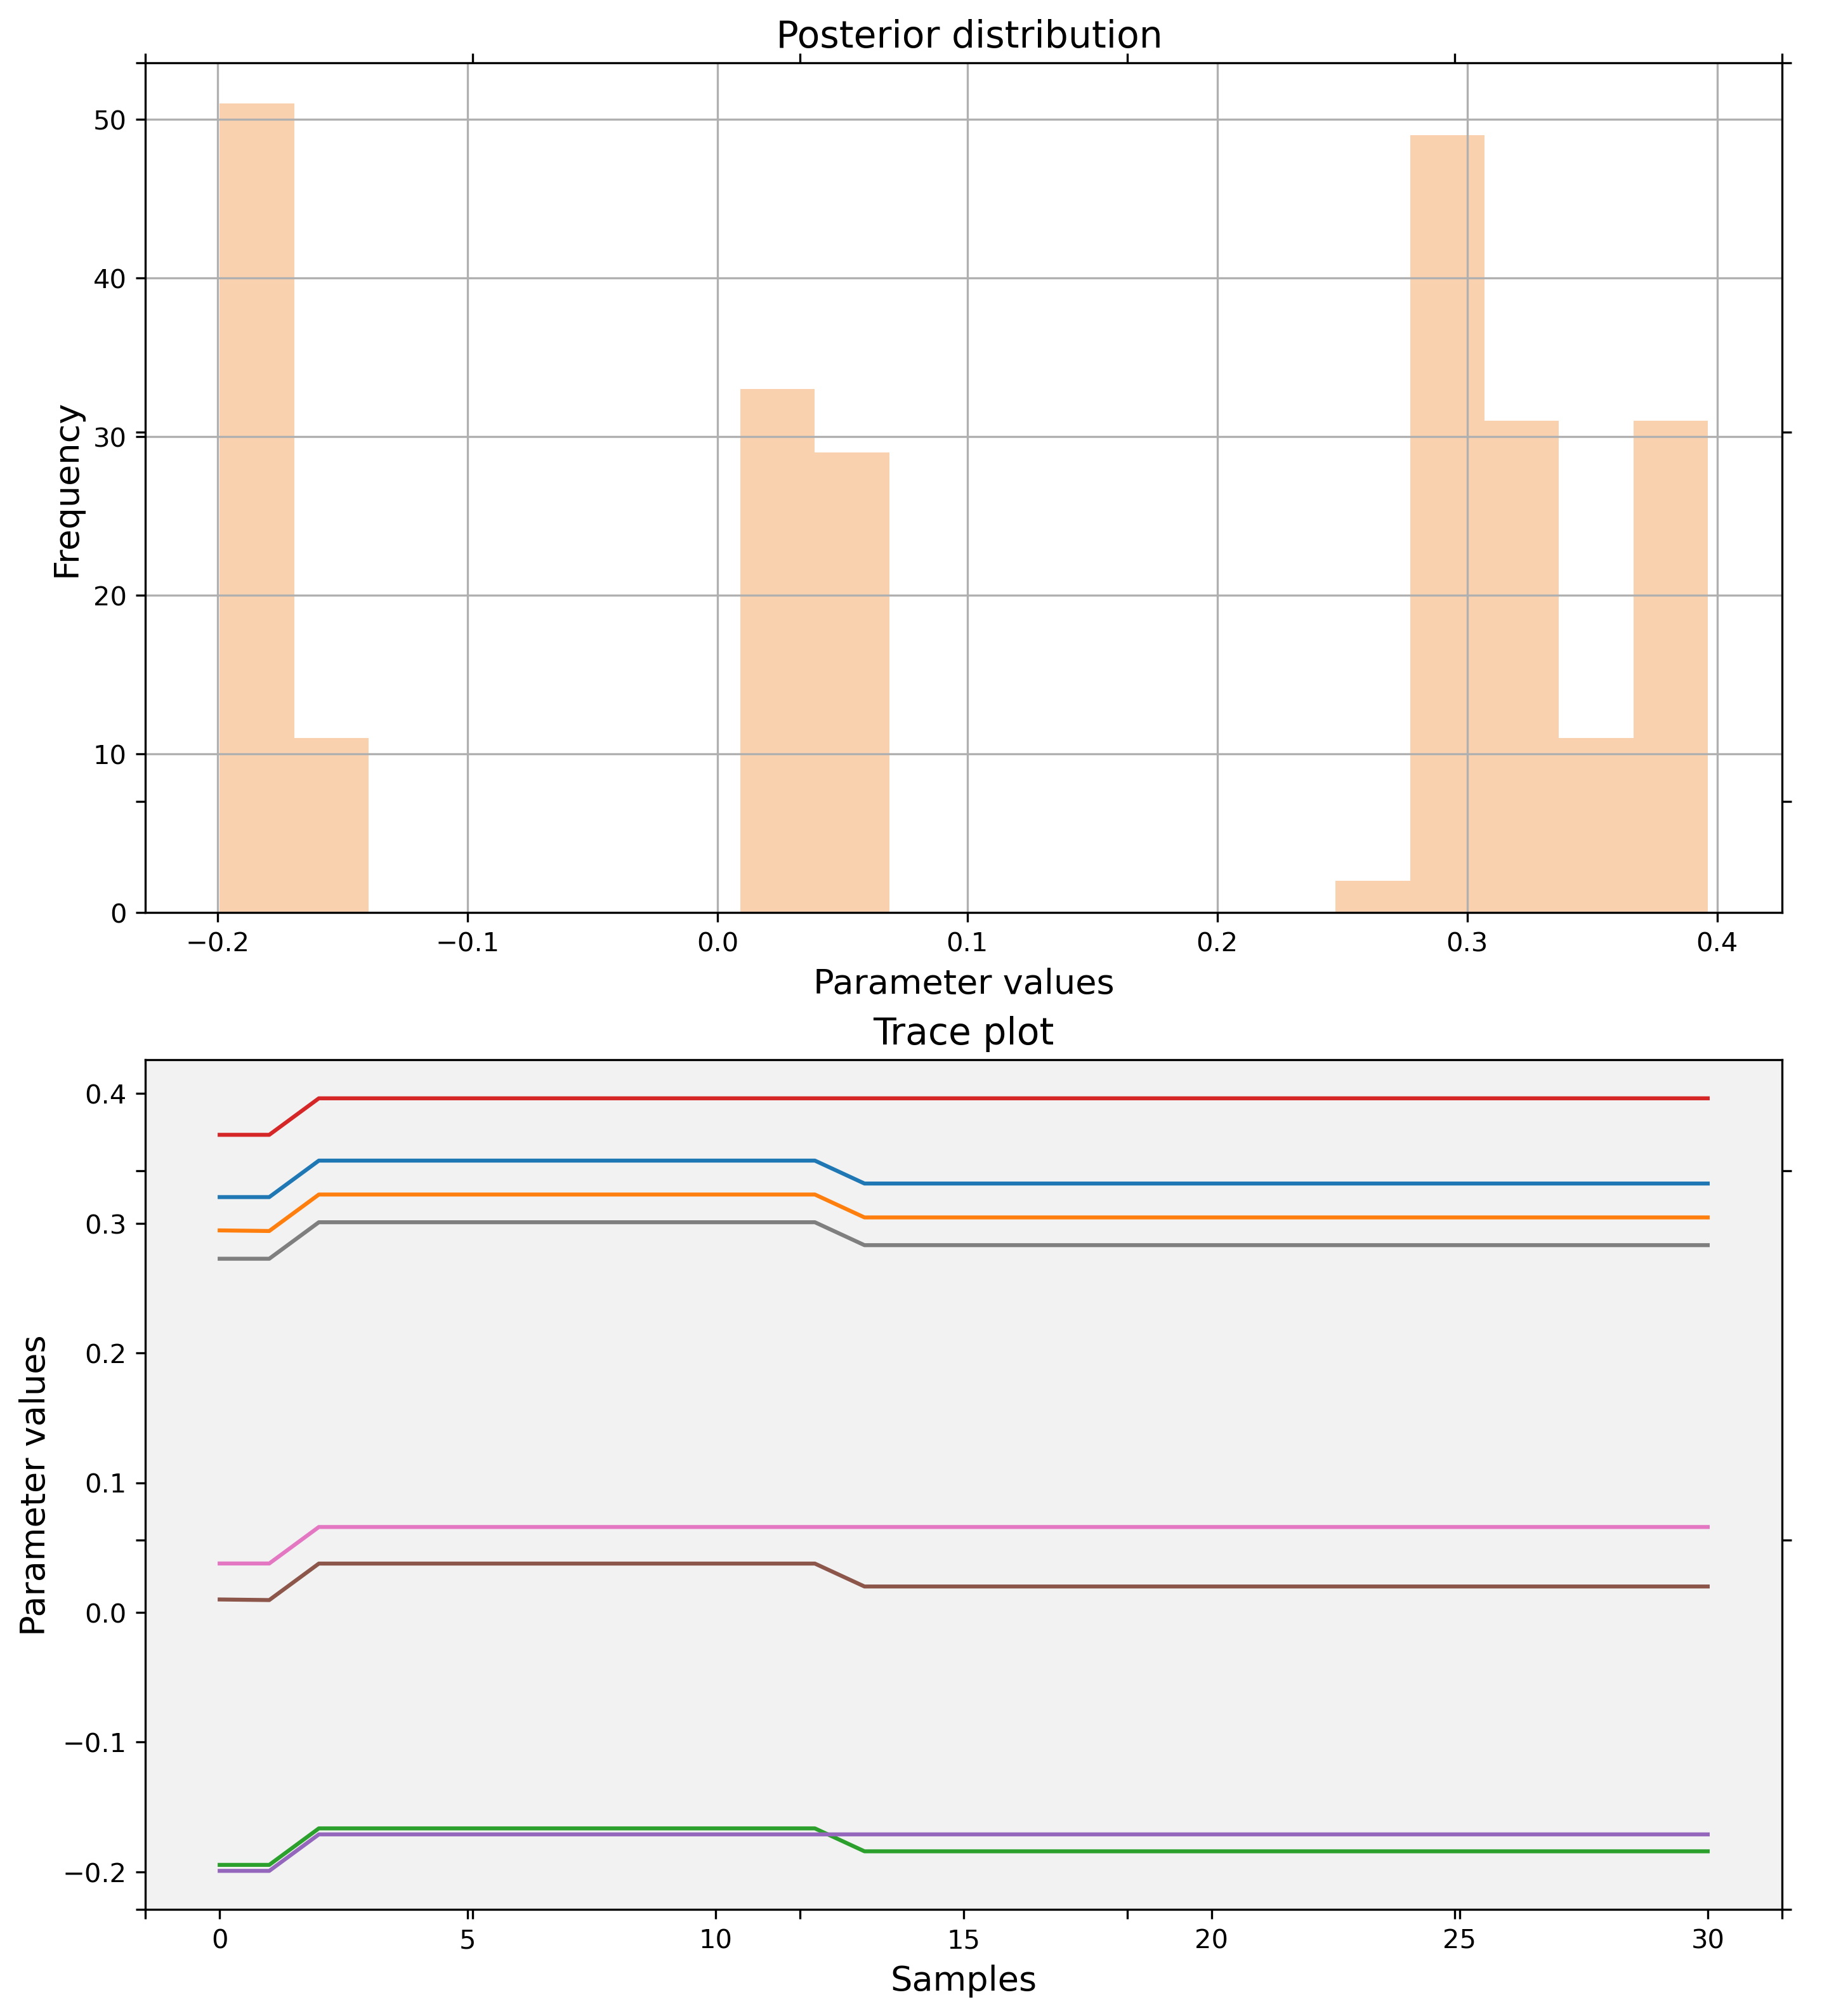 Posterior distribution
50
40
30
20
10
0
Frequency
−0.2 −0.1 0.0 0.1 0.2 0.3 0.4
Parameter values
Trace plot
0.4
0.3
0.2
0.1
0.0
−0.1
−0.2
Parameter values
0 5 10 15 20 25 30
Samples